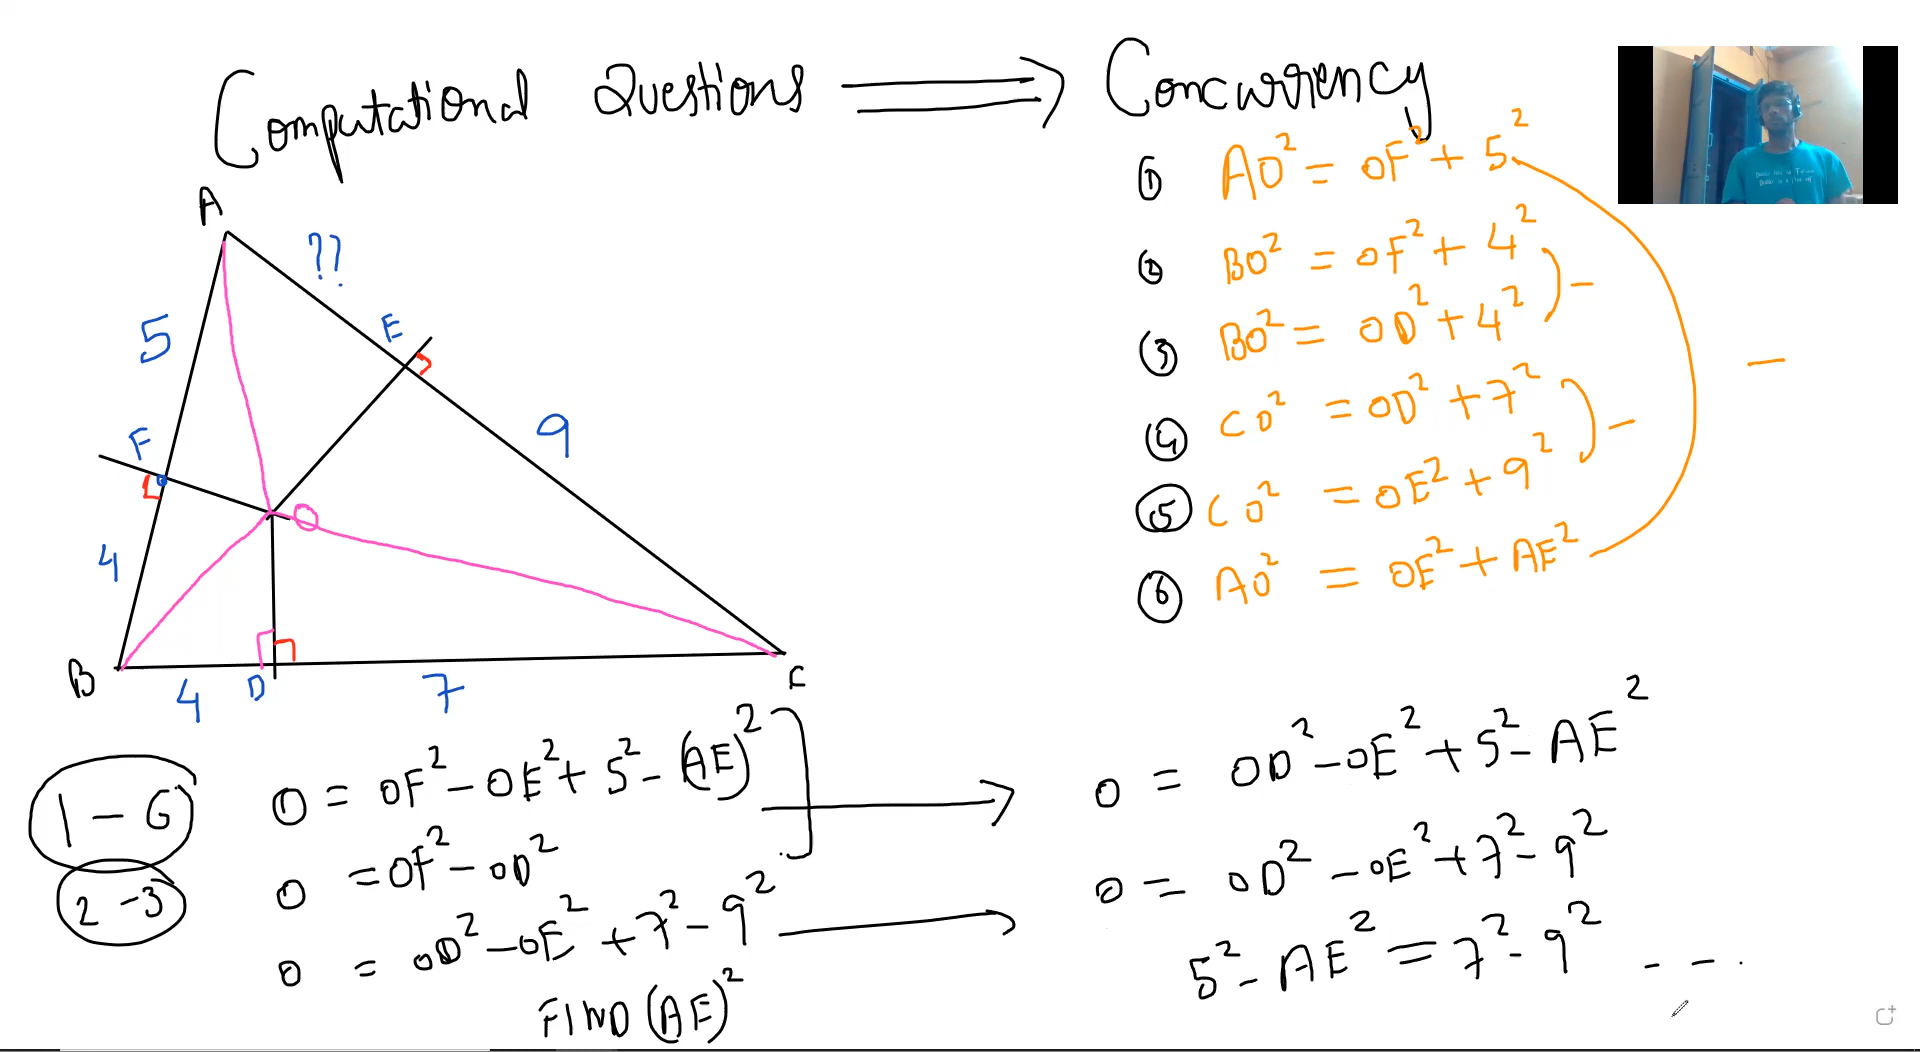 Computational Questions ⟹ Concurrency
① AO² = OF² + 5²
② BO² = OF² + 4²
③ BO² = OD² + 4²
④ CO² = OD² + 7²
⑤ CO² = OE² + 9²
⑥ AO² = OE² + AE²
–
–
–
A
??
E
5
9
F
O
4
B
4
D
7
C
1 – 6
0 = OF² – OE² + 5² – (AE)²
2 – 3
0 = OF² – OD²
0 = OD² – OE² + 7² – 9²
FIND (AE)²
0 = OD² – OE² + 5² – AE²
0 = OD² – OE² + 7² – 9²
5² – AE² = 7² – 9² - - .